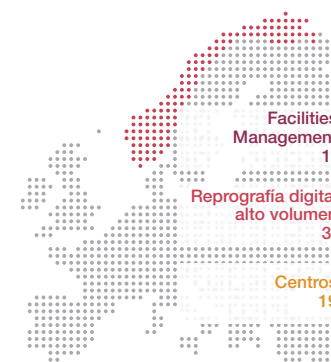 Facilities
Managemen
1
Reprografía digita
alto volumen
3
Centros
19